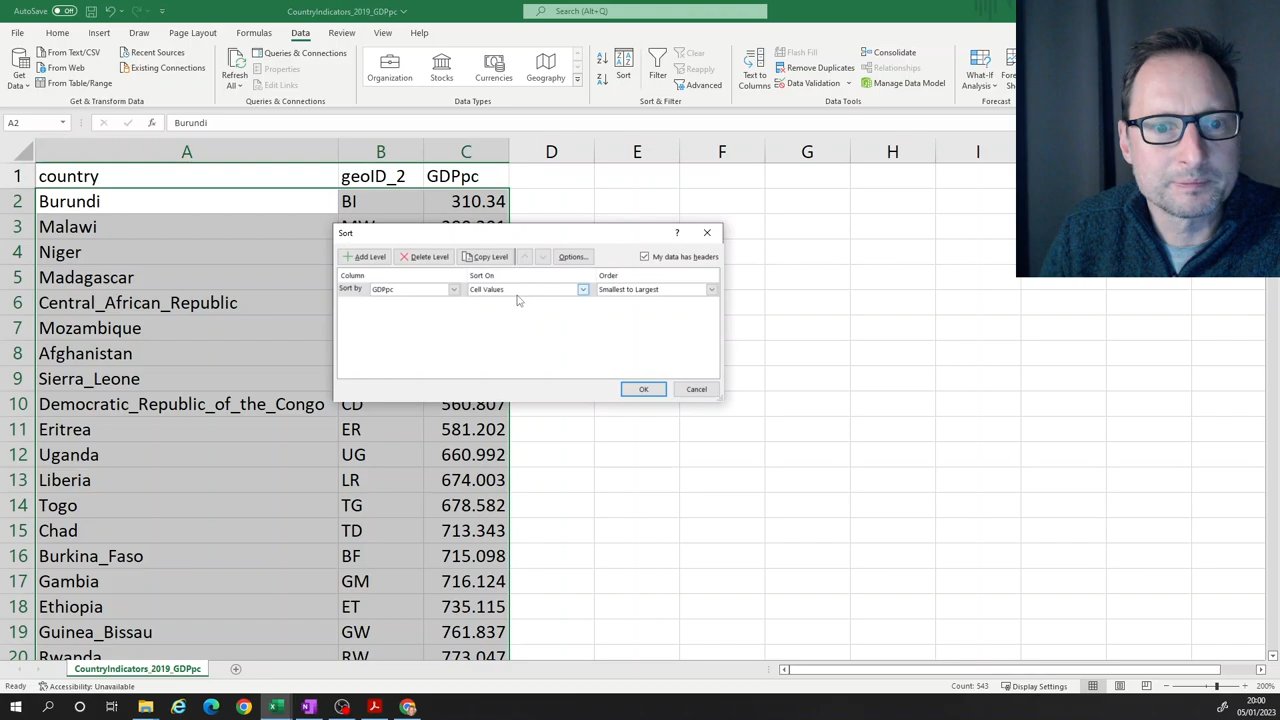 AutoSave Off CountryIndicators_2019_GDPpc Search (Alt+Q)
File Home Insert Draw Page Layout Formulas Data Review View Help
Get Data From Text/CSV From Web From Table/Range Recent Sources Existing Connections
Get & Transform Data
Refresh All Queries & Connections Properties Edit Links
Queries & Connections
Organization Stocks Currencies Geography
Data Types
Sort Filter Clear Reapply Advanced
Sort & Filter
Text to Columns Flash Fill Remove Duplicates Data Validation Consolidate Manage Data Model
Data Tools
What-If Analysis
Forecast
A2 fx Burundi
A B C D E F G H I
1 country geoID_2 GDPpc
2 Burundi BI 310.34
3 Malawi
4 Niger
5 Madagascar
6 Central_African_Republic
7 Mozambique
8 Afghanistan
9 Sierra_Leone
10 Democratic_Republic_of_the_Congo CD 560.807
11 Eritrea ER 581.202
12 Uganda UG 660.992
13 Liberia LR 674.003
14 Togo TG 678.582
15 Chad TD 713.343
16 Burkina_Faso BF 715.098
17 Gambia GM 716.124
18 Ethiopia ET 735.115
19 Guinea_Bissau GW 761.837
20 Rwanda RW 773.047
Sort ?
Add Level Delete Level Copy Level Options... My data has headers
Column Sort On Order
Sort by GDPpc Cell Values Smallest to Largest
OK Cancel
CountryIndicators_2019_GDPpc
Ready Accessibility: Unavailable Count: 543 Display Settings 200%
20:00
05/01/2023